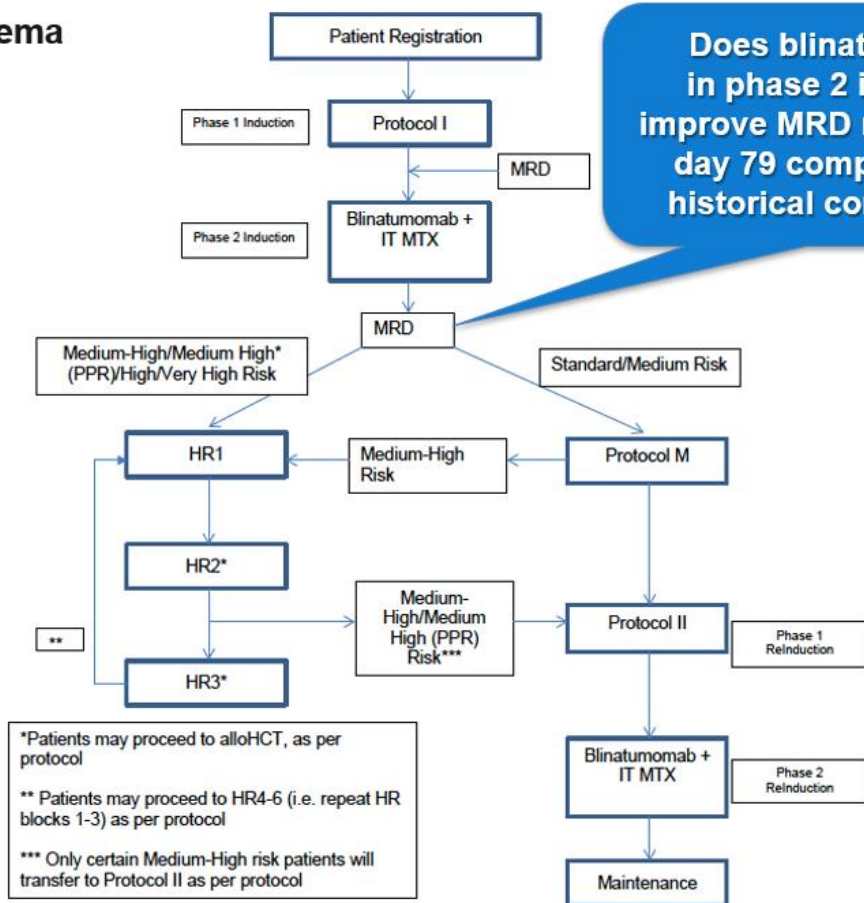 ema
Patient Registration
Does blinat
in phase 2 i
improve MRD
day 79 comp
historical co
Phase 1 Induction
Protocol I
MRD
Phase 2 Induction
Blinatumomab +
IT MTX
MRD
Medium-High/Medium High*
(PPR)/High/Very High Risk
Standard/Medium Risk
HR1
Medium-High
Risk
Protocol M
HR2*
Medium-
High/Medium
High (PPR)
Risk***
Protocol II
Phase 1
ReInduction
**
HR3*
*Patients may proceed to alloHCT, as per
protocol
** Patients may proceed to HR4-6 (i.e. repeat HR
blocks 1-3) as per protocol
*** Only certain Medium-High risk patients will
transfer to Protocol II as per protocol
Blinatumomab +
IT MTX
Phase 2
ReInduction
Maintenance